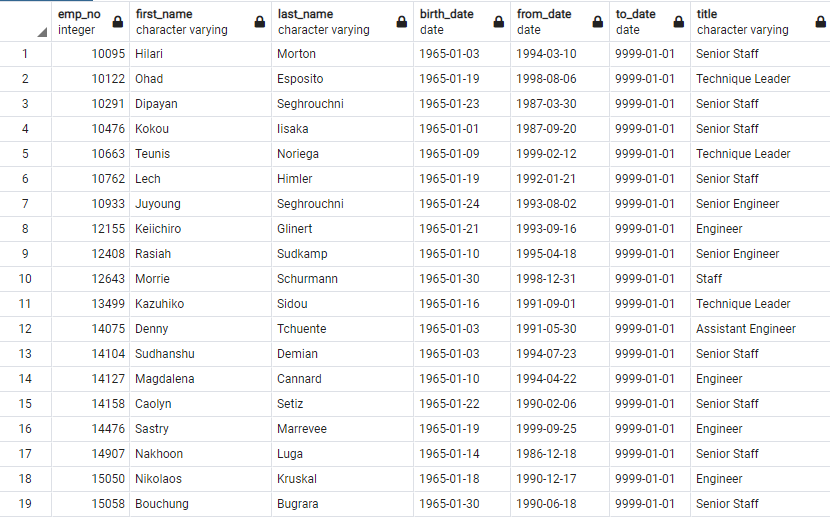 emp_no first_name last_name birth_date from_date to_date title
integer character varying character varying date date date character varying
1 10095 Hilari Morton 1965-01-03 1994-03-10 9999-01-01 Senior Staff
2 10122 Ohad Esposito 1965-01-19 1998-08-06 9999-01-01 Technique Leader
3 10291 Dipayan Seghrouchni 1965-01-23 1987-03-30 9999-01-01 Senior Staff
4 10476 Kokou Iisaka 1965-01-01 1987-09-20 9999-01-01 Senior Staff
5 10663 Teunis Noriega 1965-01-09 1999-02-12 9999-01-01 Technique Leader
6 10762 Lech Himler 1965-01-19 1992-01-21 9999-01-01 Senior Staff
7 10933 Juyoung Seghrouchni 1965-01-24 1993-08-02 9999-01-01 Senior Engineer
8 12155 Keiichiro Glinert 1965-01-21 1993-09-16 9999-01-01 Engineer
9 12408 Rasiah Sudkamp 1965-01-10 1995-04-18 9999-01-01 Senior Engineer
10 12643 Morrie Schurmann 1965-01-30 1998-12-31 9999-01-01 Staff
11 13499 Kazuhiko Sidou 1965-01-16 1991-09-01 9999-01-01 Technique Leader
12 14075 Denny Tchuente 1965-01-03 1991-05-30 9999-01-01 Assistant Engineer
13 14104 Sudhanshu Demian 1965-01-03 1994-07-23 9999-01-01 Senior Staff
14 14127 Magdalena Cannard 1965-01-10 1994-04-22 9999-01-01 Engineer
15 14158 Caolyn Setiz 1965-01-22 1990-02-06 9999-01-01 Senior Staff
16 14476 Sastry Marrevee 1965-01-19 1999-09-25 9999-01-01 Engineer
17 14907 Nakhoon Luga 1965-01-14 1986-12-18 9999-01-01 Senior Staff
18 15050 Nikolaos Kruskal 1965-01-18 1990-12-17 9999-01-01 Engineer
19 15058 Bouchung Bugrara 1965-01-30 1990-06-18 9999-01-01 Senior Staff